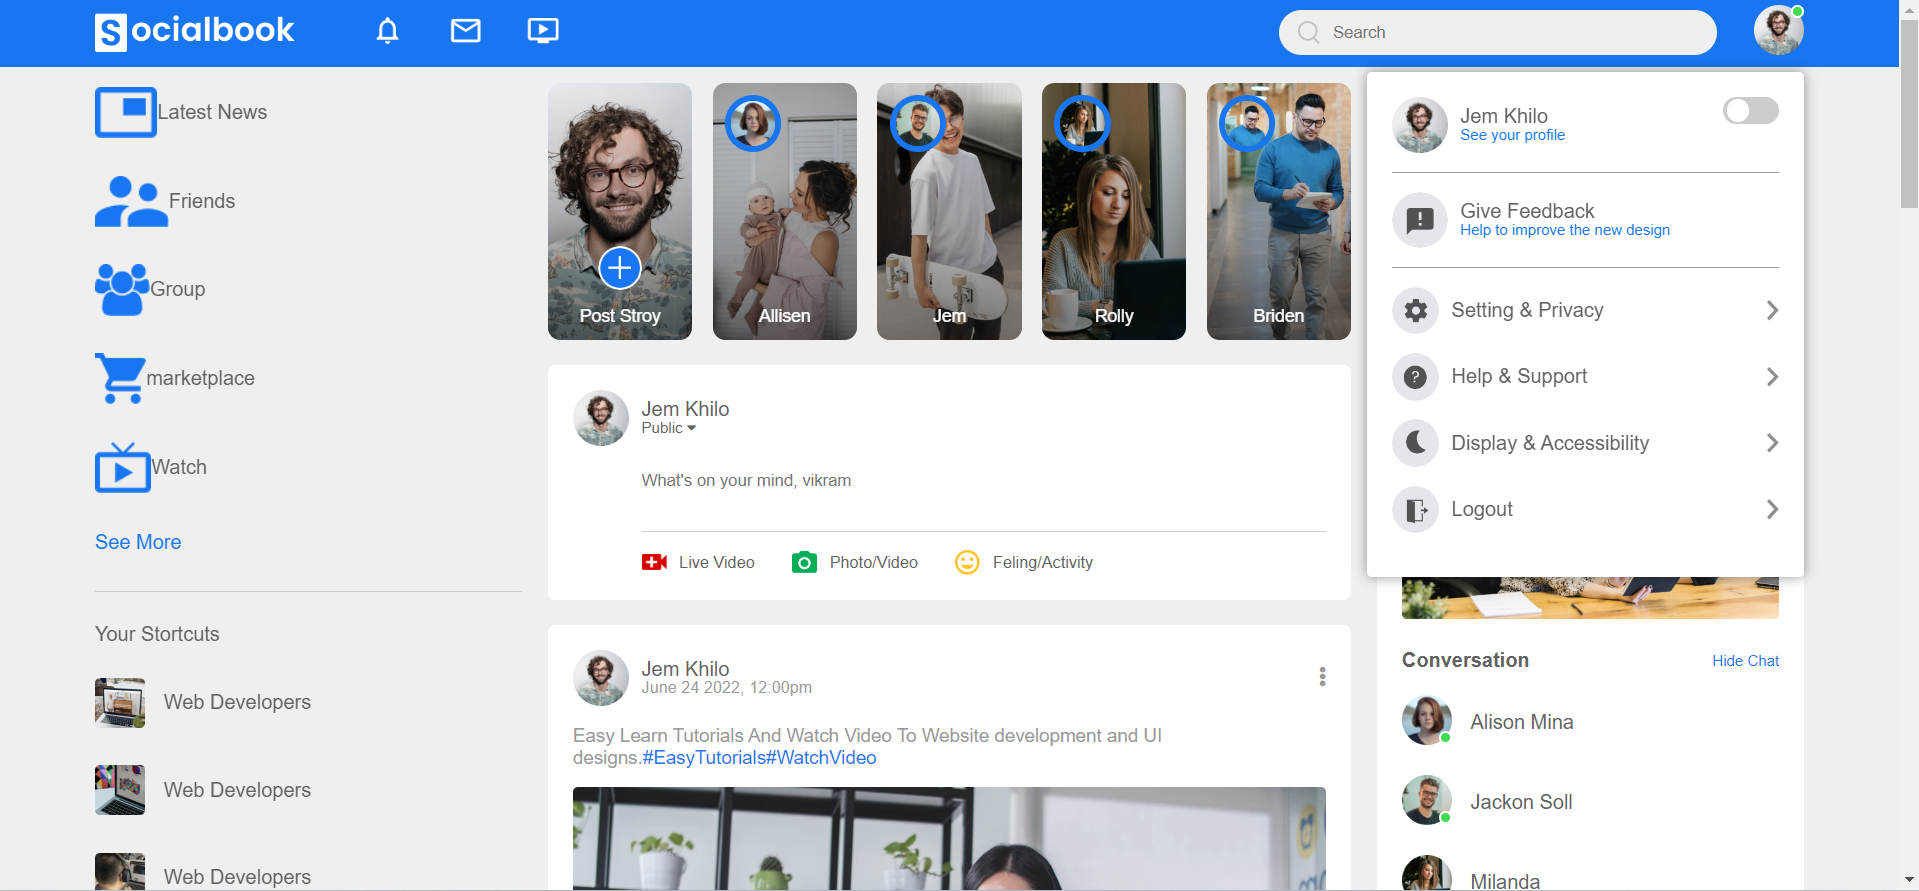 Socialbook
Search
Latest News
Friends
Group
marketplace
Watch
See More
Your Stortcuts
Web Developers
Web Developers
Web Developers
Post Stroy
Allisen
Jem
Rolly
Briden
Jem Khilo
Public
What's on your mind, vikram
Live Video
Photo/Video
Feling/Activity
Jem Khilo
June 24 2022, 12:00pm
Easy Learn Tutorials And Watch Video To Website development and UI
designs.#EasyTutorials#WatchVideo
Jem Khilo
See your profile
Give Feedback
Help to improve the new design
Setting & Privacy
Help & Support
Display & Accessibility
Logout
Conversation
Hide Chat
Alison Mina
Jackon Soll
Milanda